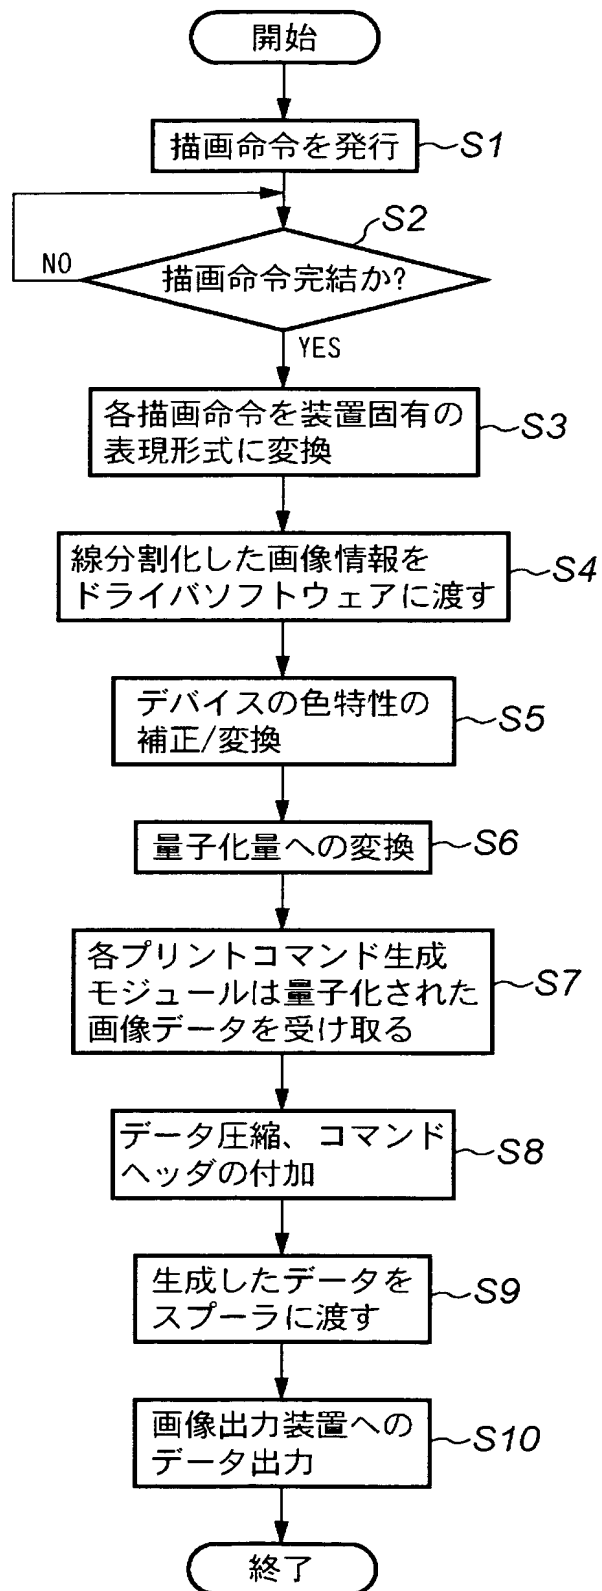 開始
描画命令を発行
S1
S2
描画命令完結か?
NO
YES
各描画命令を装置固有の
表現形式に変換
S3
線分割化した画像情報を
ドライバソフトウェアに渡す
S4
デバイスの色特性の
補正/変換
S5
量子化量への変換
S6
各プリントコマンド生成
モジュールは量子化された
画像データを受け取る
S7
データ圧縮、コマンド
ヘッダの付加
S8
生成したデータを
スプーラに渡す
S9
画像出力装置への
データ出力
S10
終了